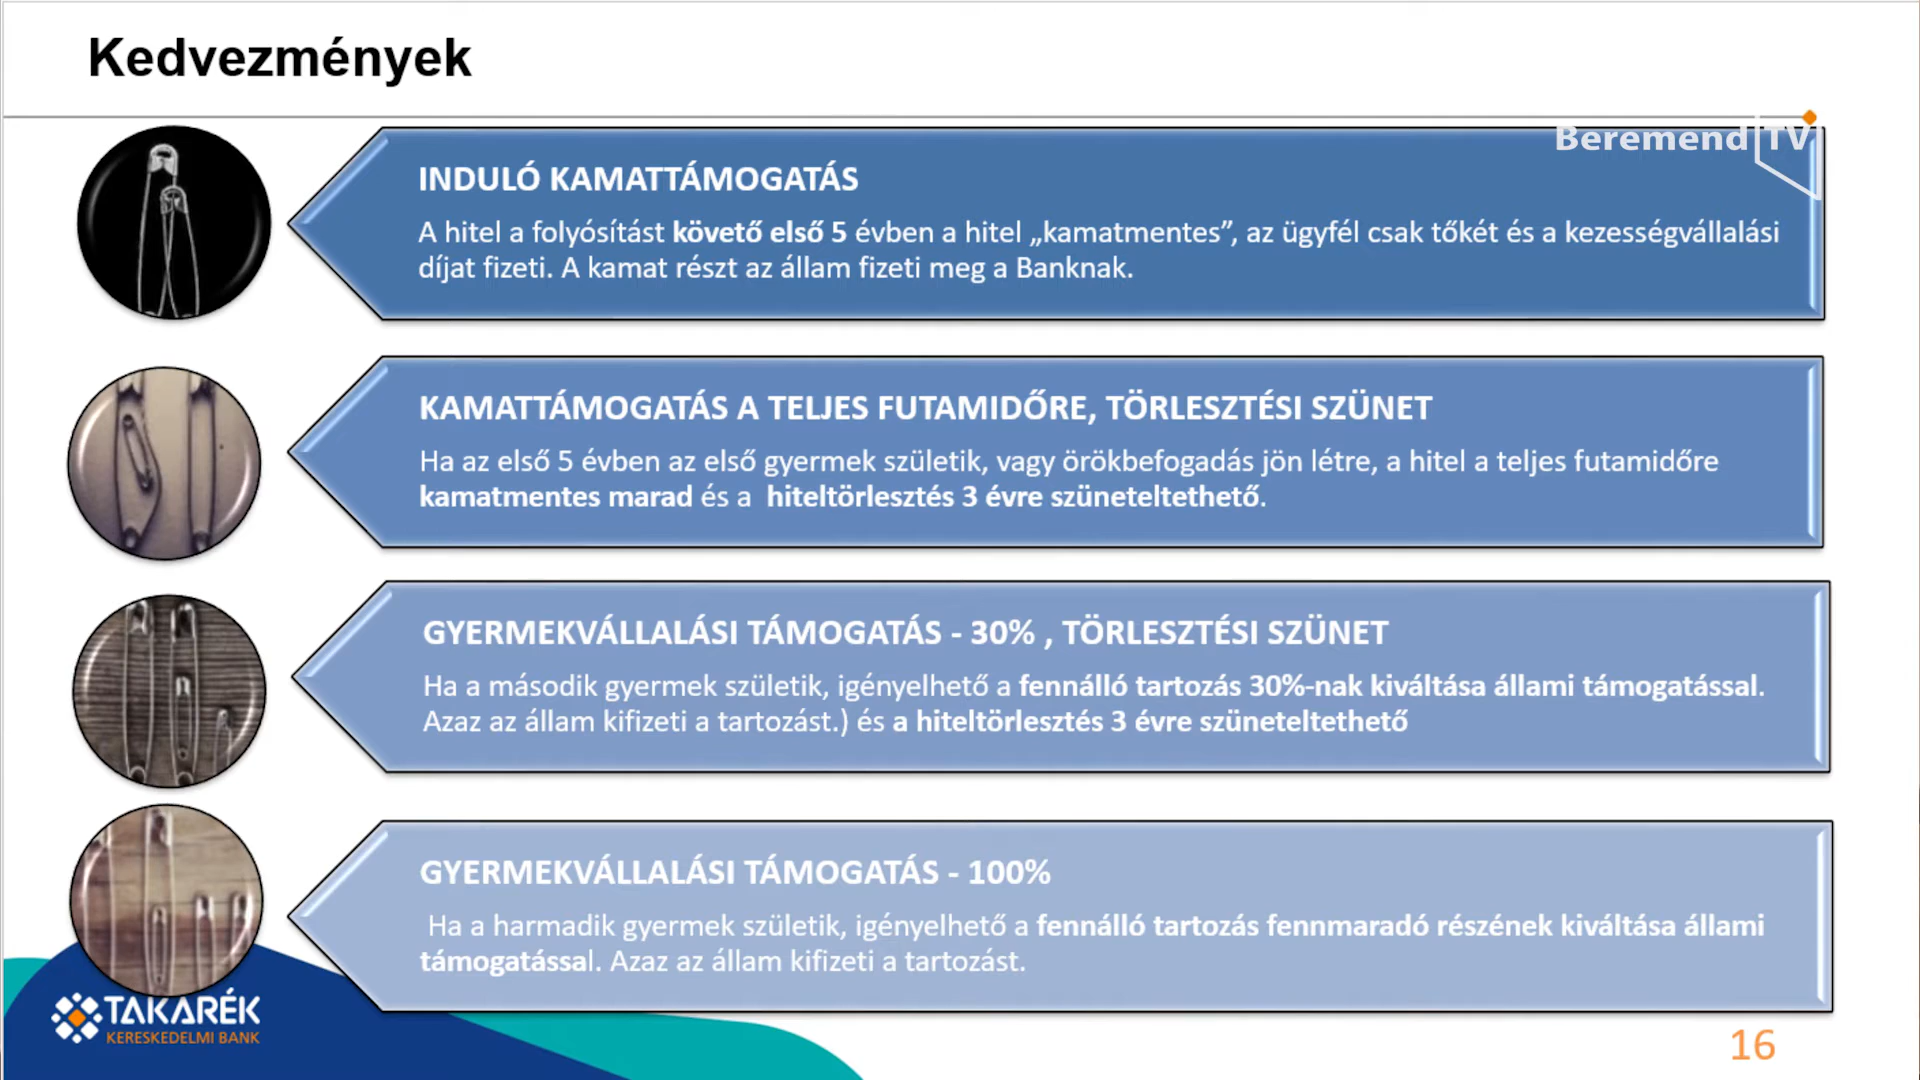 Kedvezmények
Beremend TV
INDULÓ KAMATTÁMOGATÁS
A hitel a folyósítást követő első 5 évben a hitel „kamatmentes”, az ügyfél csak tőkét és a kezességvállalási
díjat fizeti. A kamat részt az állam fizeti meg a Banknak.
KAMATTÁMOGATÁS A TELJES FUTAMIDŐRE, TÖRLESZTÉSI SZÜNET
Ha az első 5 évben az első gyermek születik, vagy örökbefogadás jön létre, a hitel a teljes futamidőre
kamatmentes marad és a hiteltörlesztés 3 évre szüneteltethető.
GYERMEKVÁLLALÁSI TÁMOGATÁS - 30% , TÖRLESZTÉSI SZÜNET
Ha a második gyermek születik, igényelhető a fennálló tartozás 30%-nak kiváltása állami támogatással.
Azaz az állam kifizeti a tartozást.) és a hiteltörlesztés 3 évre szüneteltethető
GYERMEKVÁLLALÁSI TÁMOGATÁS - 100%
Ha a harmadik gyermek születik, igényelhető a fennálló tartozás fennmaradó részének kiváltása állami
támogatással. Azaz az állam kifizeti a tartozást.
TAKARÉK
KERESKEDELMI BANK
16